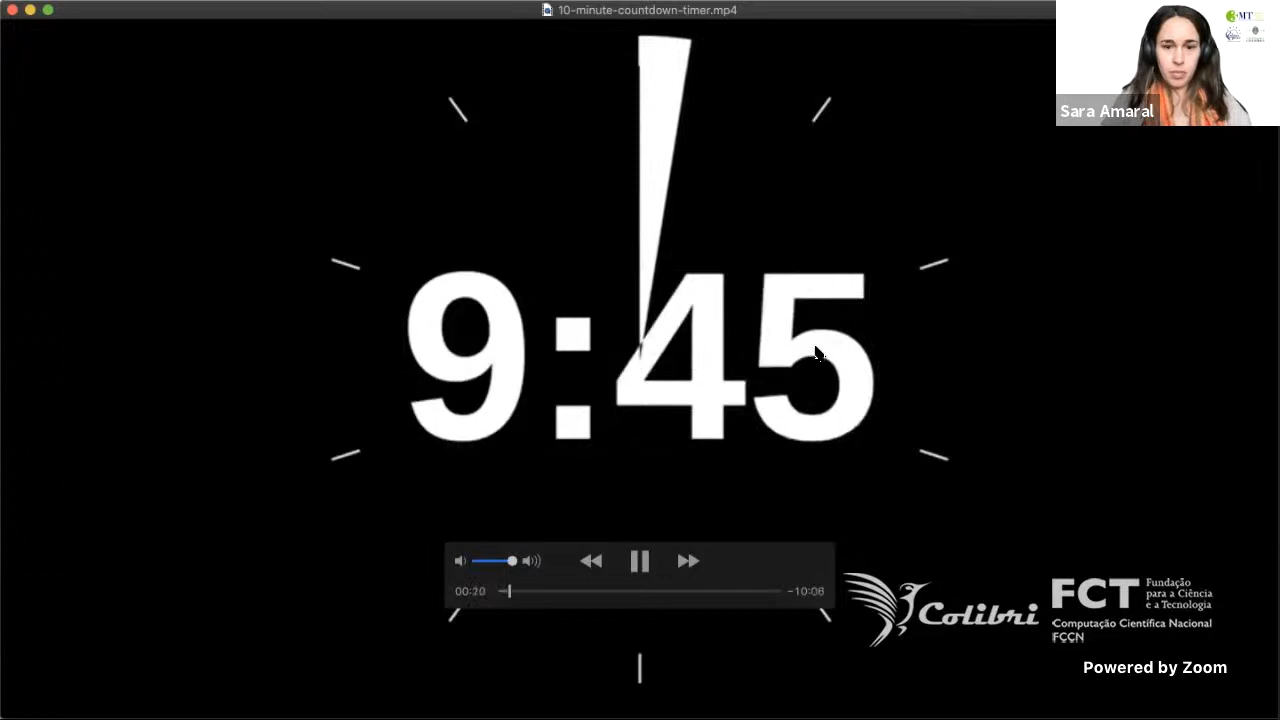 10-minute-countdown-timer.mp4
3MT
Sara Amaral
9:45
00:20
-10:06
Colibri
FCT
Fundação
para a Ciência
e a Tecnologia
Computação Científica Nacional
FCCN
Powered by Zoom